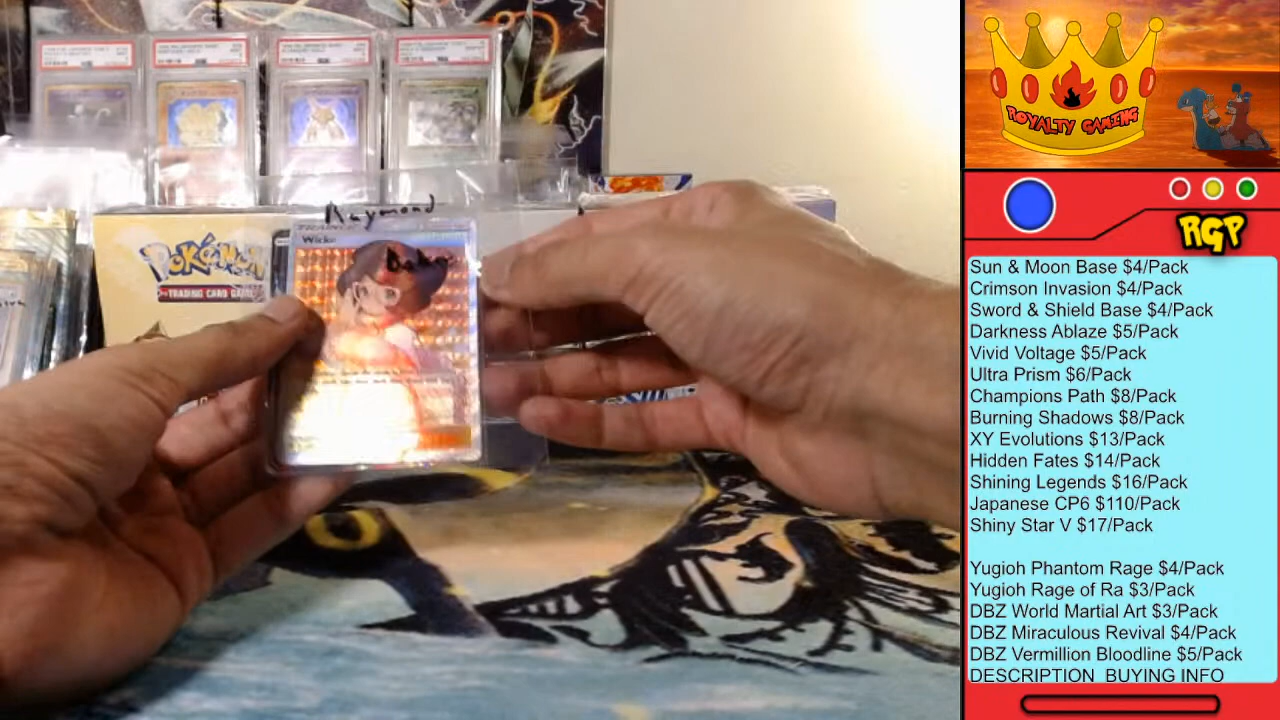 ROYALTY GAMING
RGP
Sun & Moon Base $4/Pack
Crimson Invasion $4/Pack
Sword & Shield Base $4/Pack
Darkness Ablaze $5/Pack
Vivid Voltage $5/Pack
Ultra Prism $6/Pack
Champions Path $8/Pack
Burning Shadows $8/Pack
XY Evolutions $13/Pack
Hidden Fates $14/Pack
Shining Legends $16/Pack
Japanese CP6 $110/Pack
Shiny Star V $17/Pack
Yugioh Phantom Rage $4/Pack
Yugioh Rage of Ra $3/Pack
DBZ World Martial Art $3/Pack
DBZ Miraculous Revival $4/Pack
DBZ Vermillion Bloodline $5/Pack
DESCRIPTION BUYING INFO
Raymond
TRAINER
Wicke
POKéMON
TRADING CARD GAME